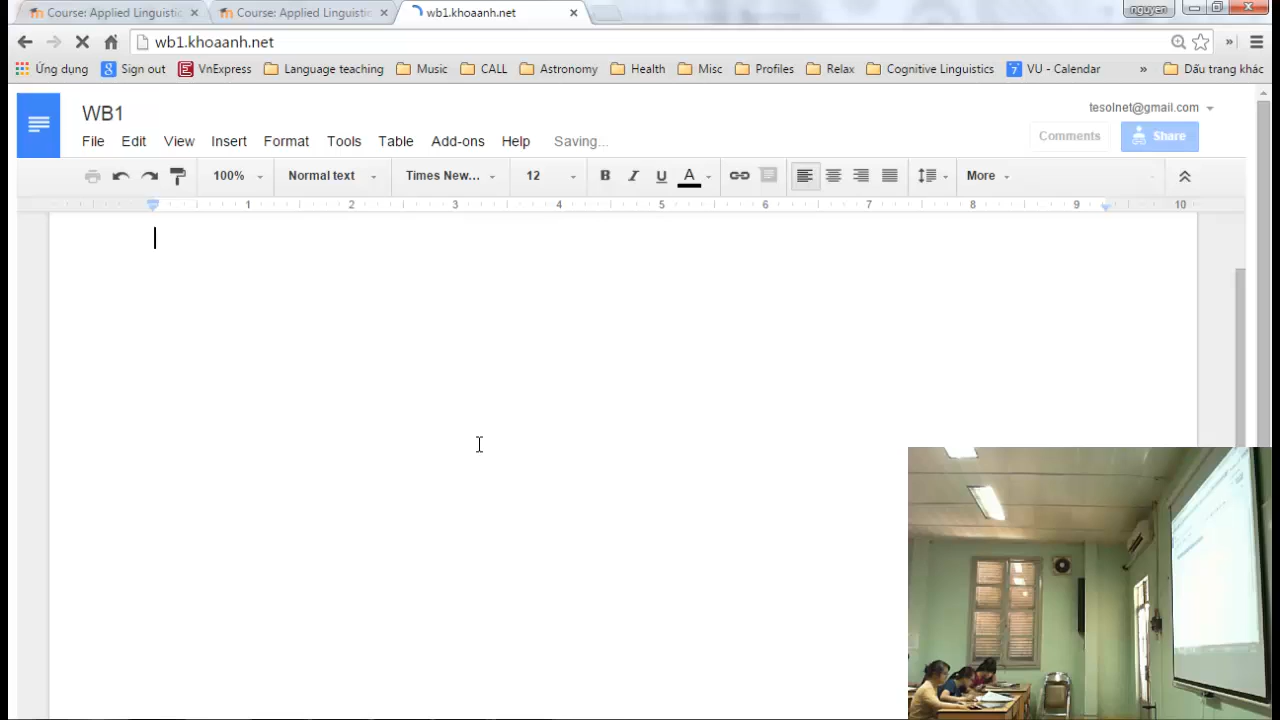 Course: Applied Linguistic
Course: Applied Linguistic
wb1.khoaanh.net
nguyen
wb1.khoaanh.net
Ứng dụng
Sign out
VnExpress
Language teaching
Music
CALL
Astronomy
Health
Misc
Profiles
Relax
Cognitive Linguistics
7
VU - Calendar
»
Dấu trang khác
WB1
tesolnet@gmail.com
File Edit View Insert Format Tools Table Add-ons Help Saving...
Comments
Share
100% Normal text Times New... 12 B I U A More
1 2 3 4 5 6 7 8 9 10